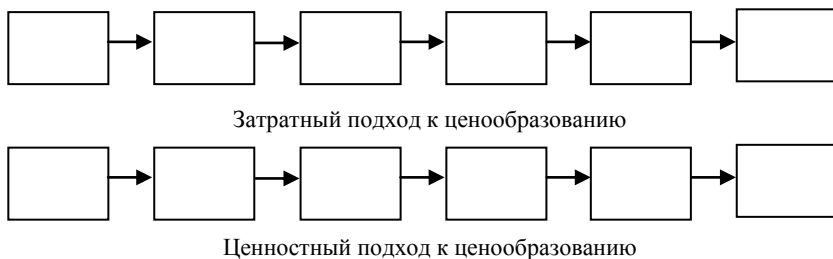 Затратный подход к ценообразованию
Ценностный подход к ценообразованию